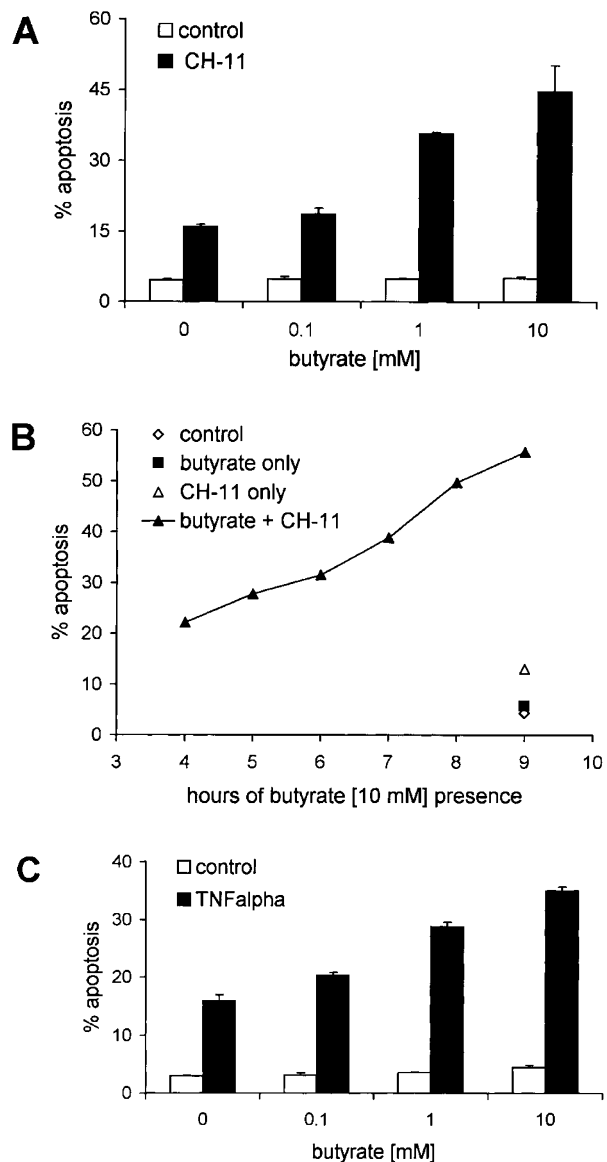 A
control
CH-11
60
45
30
15
0
% apoptosis
0 0.1 1 10
butyrate [mM]
B
control
butyrate only
CH-11 only
butyrate + CH-11
60
50
40
30
20
10
0
% apoptosis
3 4 5 6 7 8 9 10
hours of butyrate [10 mM] presence
C
control
TNFalpha
40
30
20
10
0
% apoptosis
0 0.1 1 10
butyrate [mM]